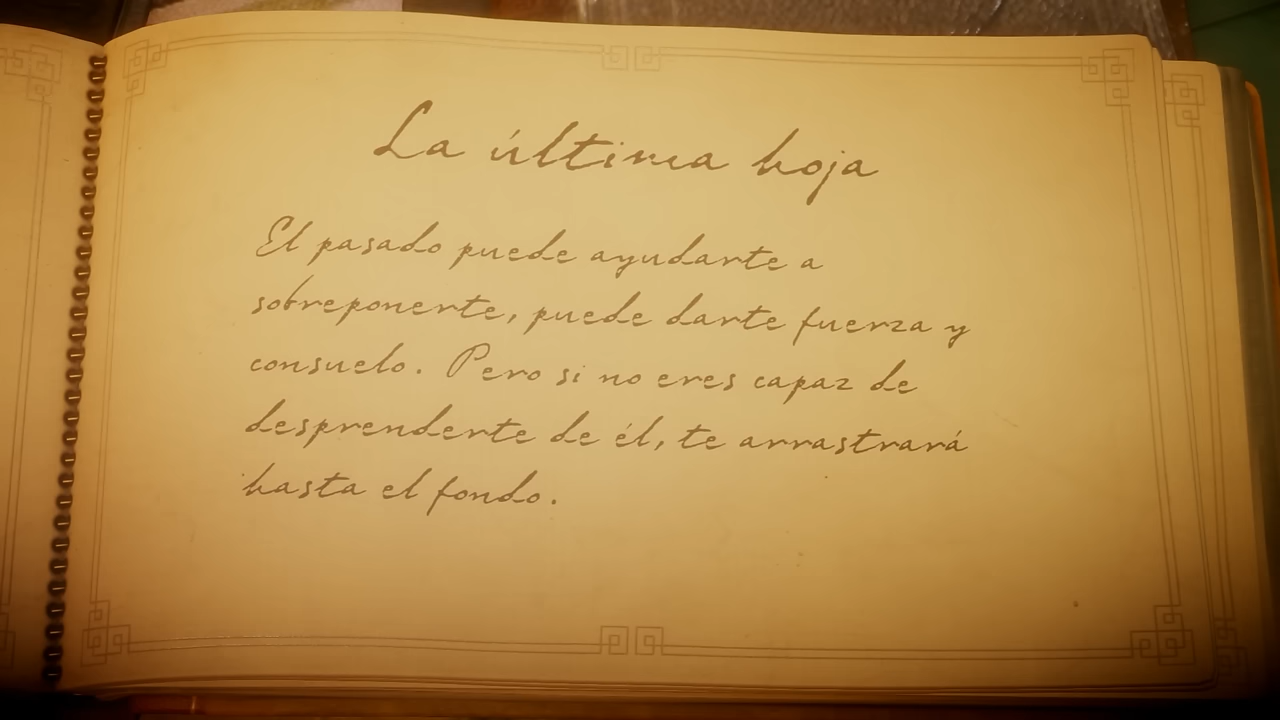 La última hoja
El pasado puede ayudarte a
sobreponerte, puede darte fuerza y
consuelo. Pero si no eres capaz de
desprenderte de él, te arrastrará
hasta el fondo.